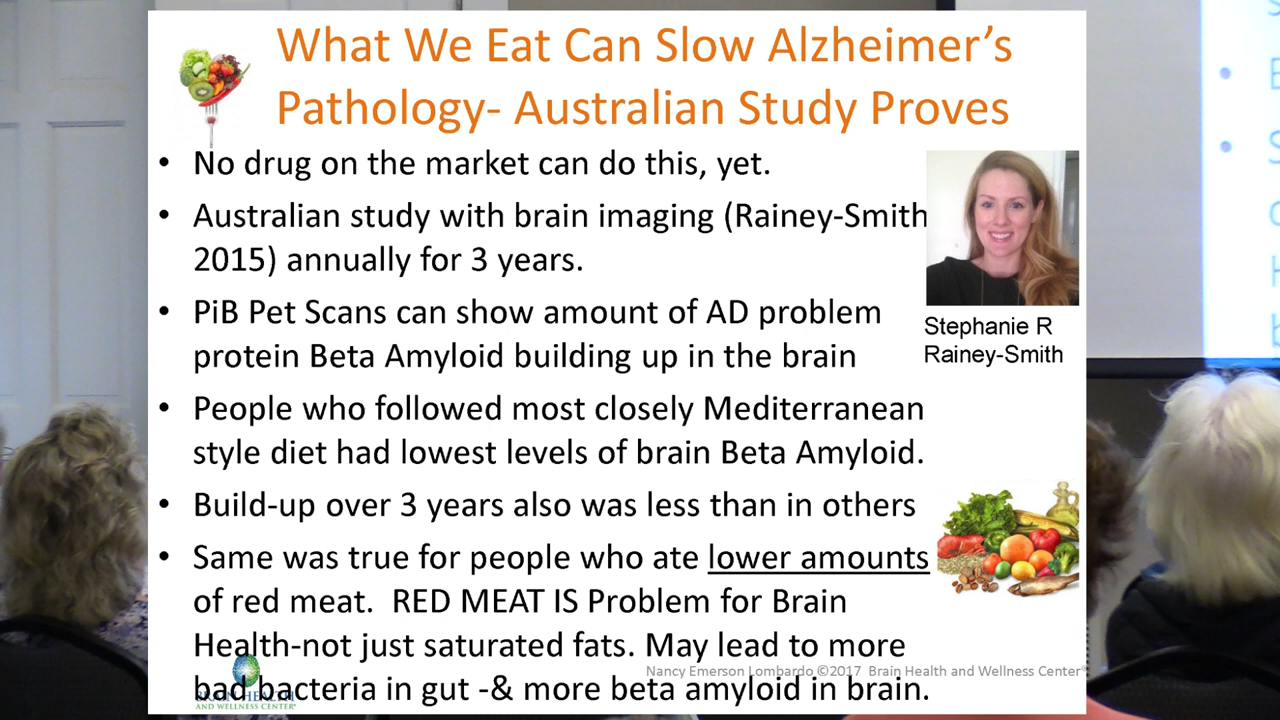 What We Eat Can Slow Alzheimer's
Pathology- Australian Study Proves
• No drug on the market can do this, yet.
• Australian study with brain imaging (Rainey-Smith
2015) annually for 3 years.
• PiB Pet Scans can show amount of AD problem
protein Beta Amyloid building up in the brain
• People who followed most closely Mediterranean
style diet had lowest levels of brain Beta Amyloid.
• Build-up over 3 years also was less than in others
• Same was true for people who ate lower amounts
of red meat.  RED MEAT IS Problem for Brain
Health-not just saturated fats. May lead to more
bad bacteria in gut -& more beta amyloid in brain.
Stephanie R
Rainey-Smith
Nancy Emerson Lombardo ©2017  Brain Health and Wellness Center®
BRAIN HEALTH
AND WELLNESS CENTER®